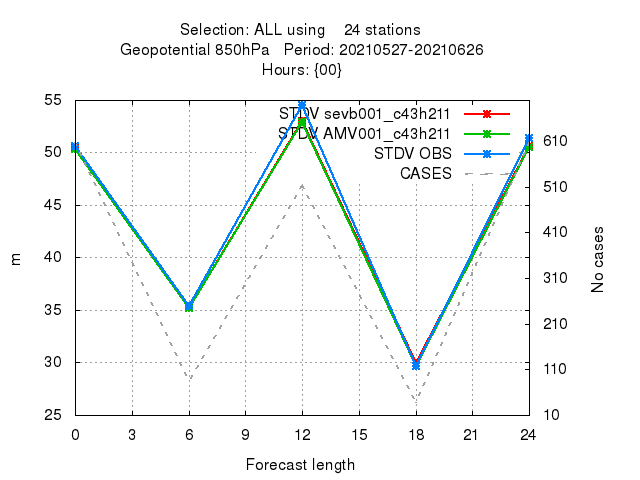 Selection: ALL using 24 stations
Geopotential 850hPa Period: 20210527-20210626
Hours: {00}
55
50
45
40
35
30
25
m
STDV sevb001_c43h211
STDV AMV001_c43h211
STDV OBS
CASES
610
510
410
310
210
110
10
No cases
0 3 6 9 12 15 18 21 24
Forecast length